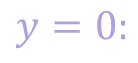 y = 0: